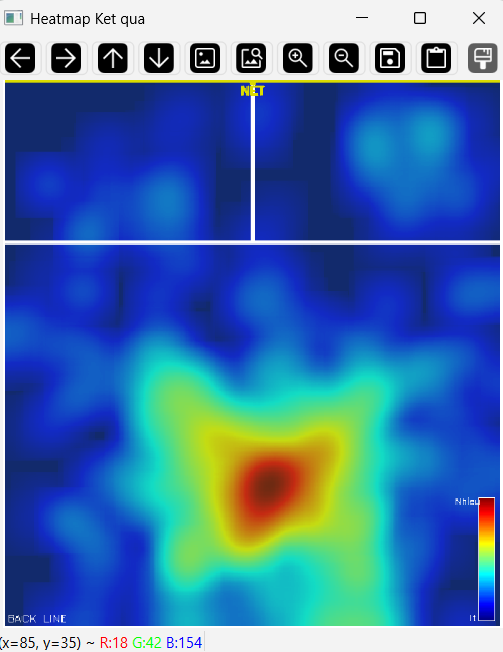 Heatmap Ket qua
NET
Nhieu
BACK LINE
It
(x=85, y=35) ~ R:18 G:42 B:154